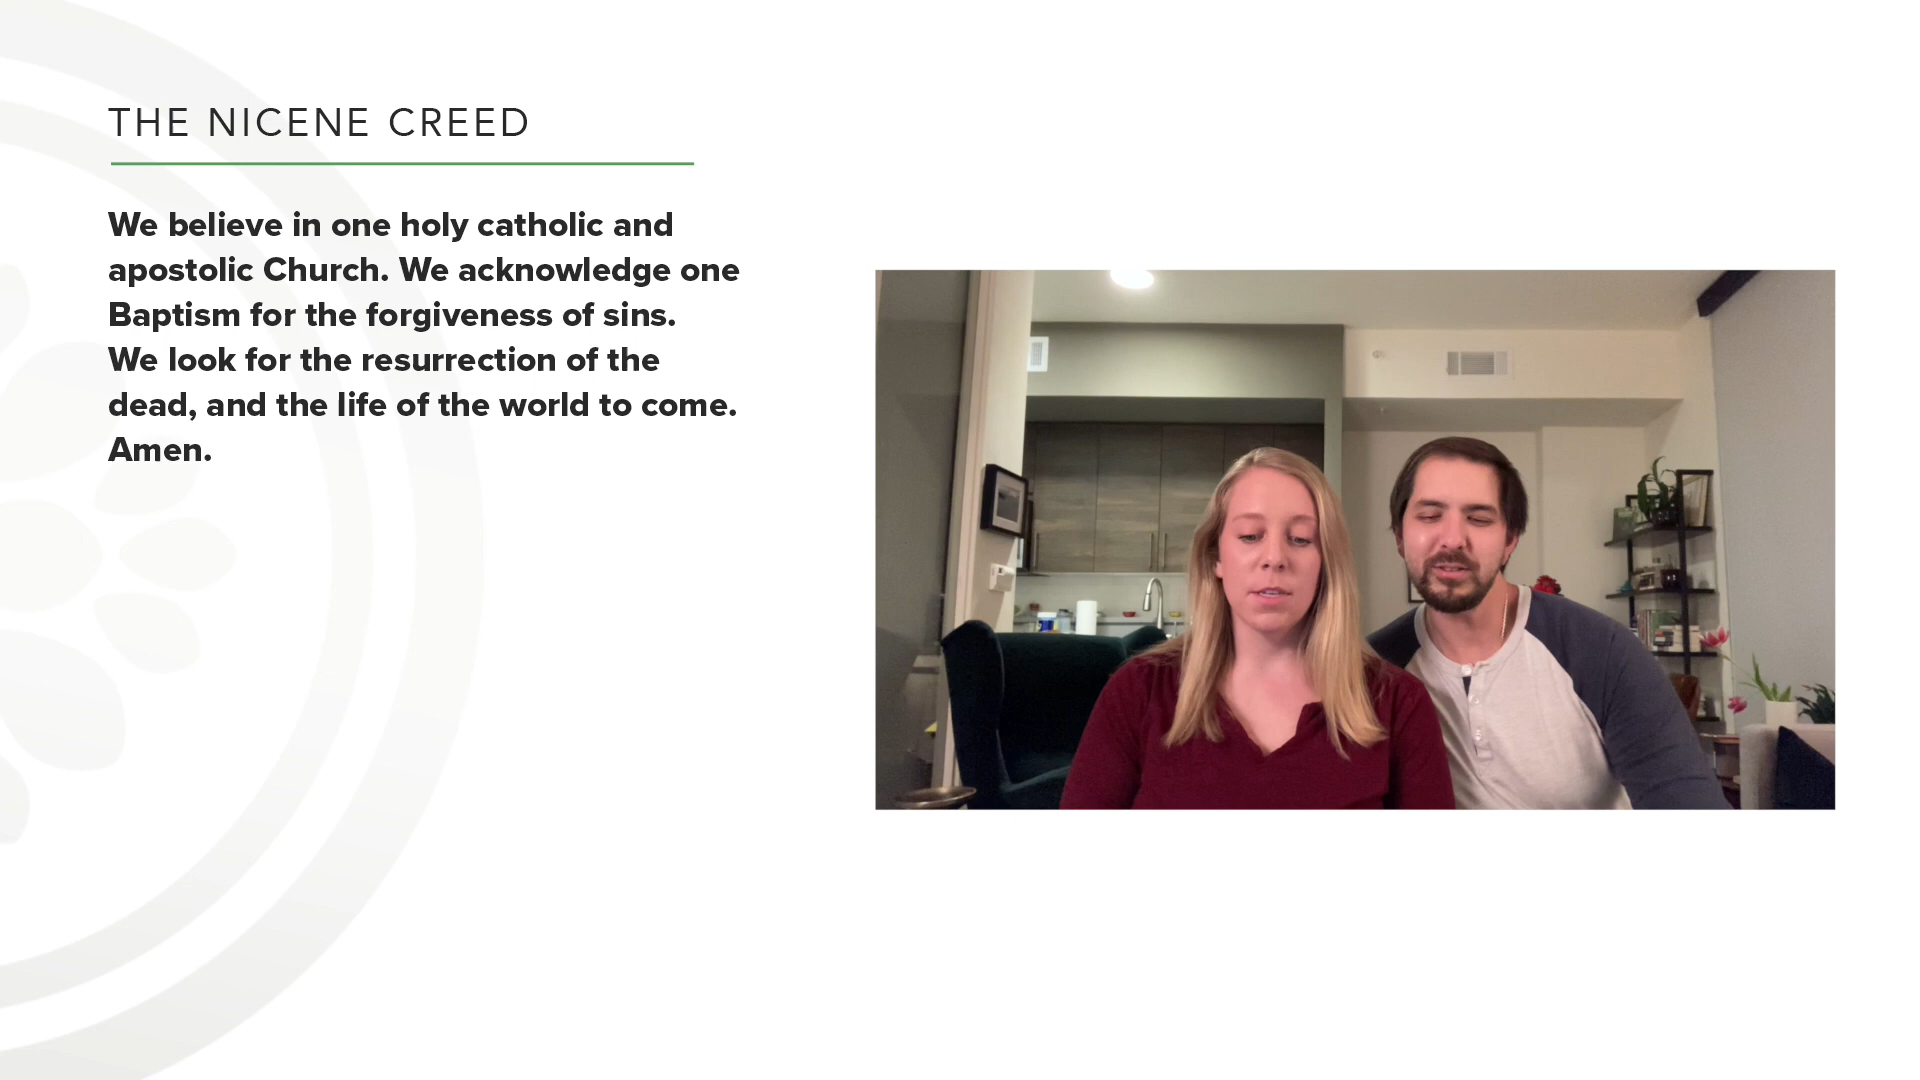 THE NICENE CREED
We believe in one holy catholic and
apostolic Church. We acknowledge one
Baptism for the forgiveness of sins.
We look for the resurrection of the
dead, and the life of the world to come.
Amen.